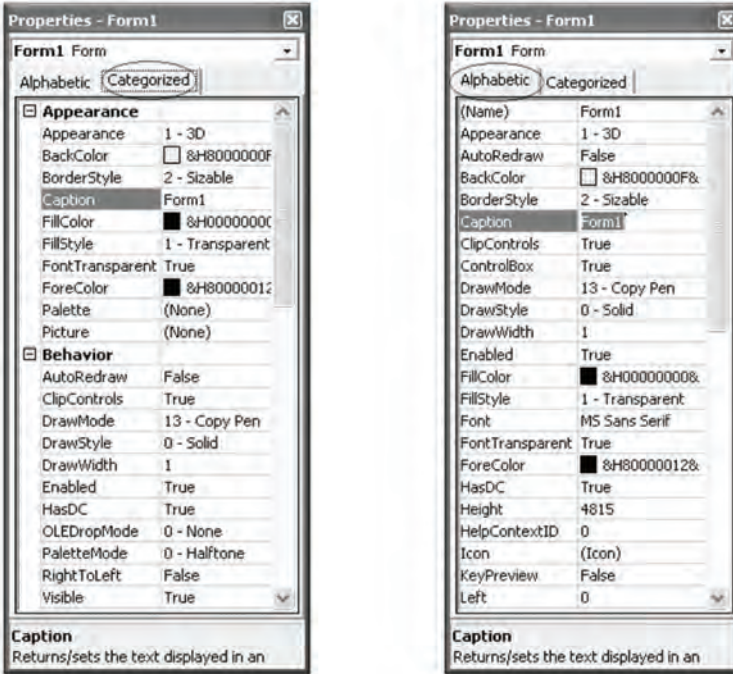 Properties - Form1
Form1 Form
Alphabetic Categorized
Appearance
Appearance 1 - 3D
BackColor &H8000000F
BorderStyle 2 - Sizable
Caption Form1
FillColor &H00000000
FillStyle 1 - Transparent
FontTransparent True
ForeColor &H80000012
Palette (None)
Picture (None)
Behavior
AutoRedraw False
ClipControls True
DrawMode 13 - Copy Pen
DrawStyle 0 - Solid
DrawWidth 1
Enabled True
HasDC True
OLEDropMode 0 - None
PaletteMode 0 - Halftone
RightToLeft False
Visible True
Caption
Returns/sets the text displayed in an
Properties - Form1
Form1 Form
Alphabetic Categorized
(Name) Form1
Appearance 1 - 3D
AutoRedraw False
BackColor &H8000000F&
BorderStyle 2 - Sizable
Caption Form1
ClipControls True
ControlBox True
DrawMode 13 - Copy Pen
DrawStyle 0 - Solid
DrawWidth 1
Enabled True
FillColor &H00000000&
FillStyle 1 - Transparent
Font MS Sans Serif
FontTransparent True
ForeColor &H80000012&
HasDC True
Height 4815
HelpContextID 0
Icon (Icon)
KeyPreview False
Left 0
Caption
Returns/sets the text displayed in an